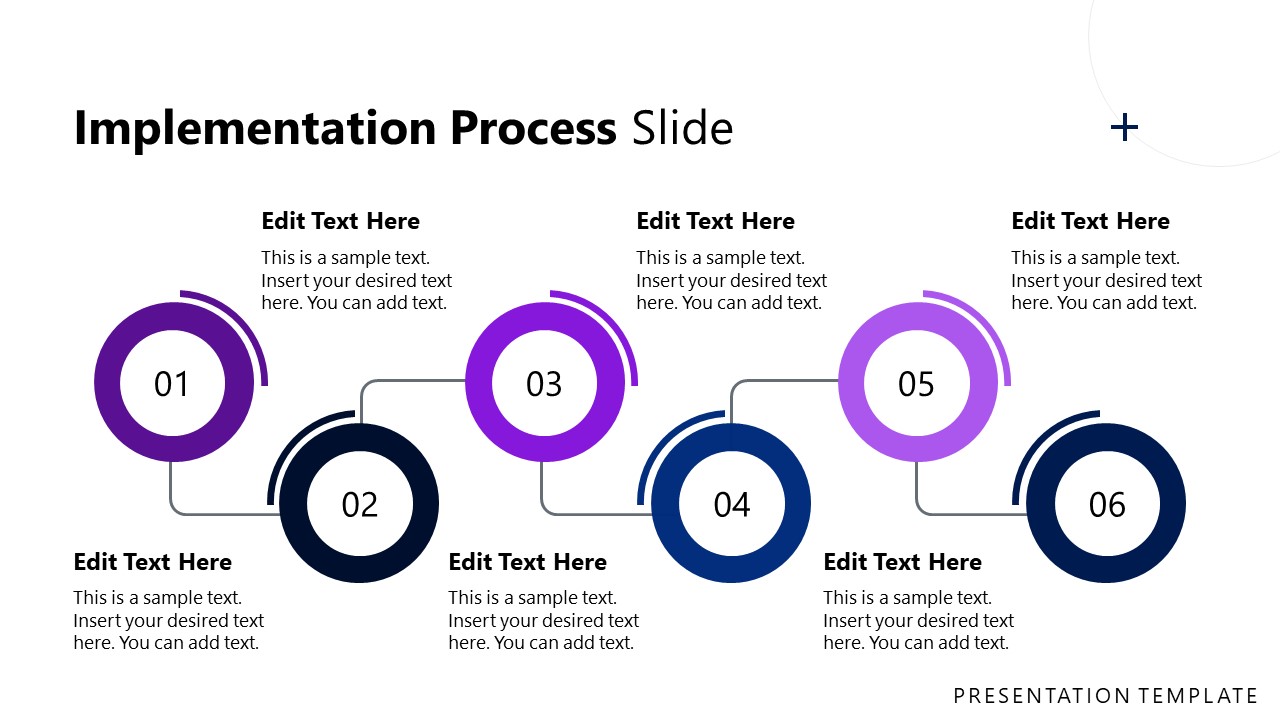 Implementation Process Slide
Edit Text Here
This is a sample text.
Insert your desired text
here. You can add text.
Edit Text Here
This is a sample text.
Insert your desired text
here. You can add text.
Edit Text Here
This is a sample text.
Insert your desired text
here. You can add text.
01
03
05
02
04
06
Edit Text Here
This is a sample text.
Insert your desired text
here. You can add text.
Edit Text Here
This is a sample text.
Insert your desired text
here. You can add text.
Edit Text Here
This is a sample text.
Insert your desired text
here. You can add text.
PRESENTATION TEMPLATE